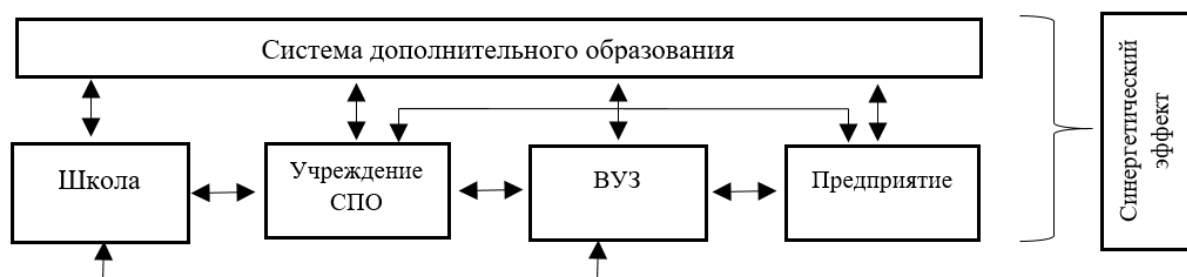 Система дополнительного образования
Школа
Учреждение
СПО
ВУЗ
Предприятие
Синергетический
эффект